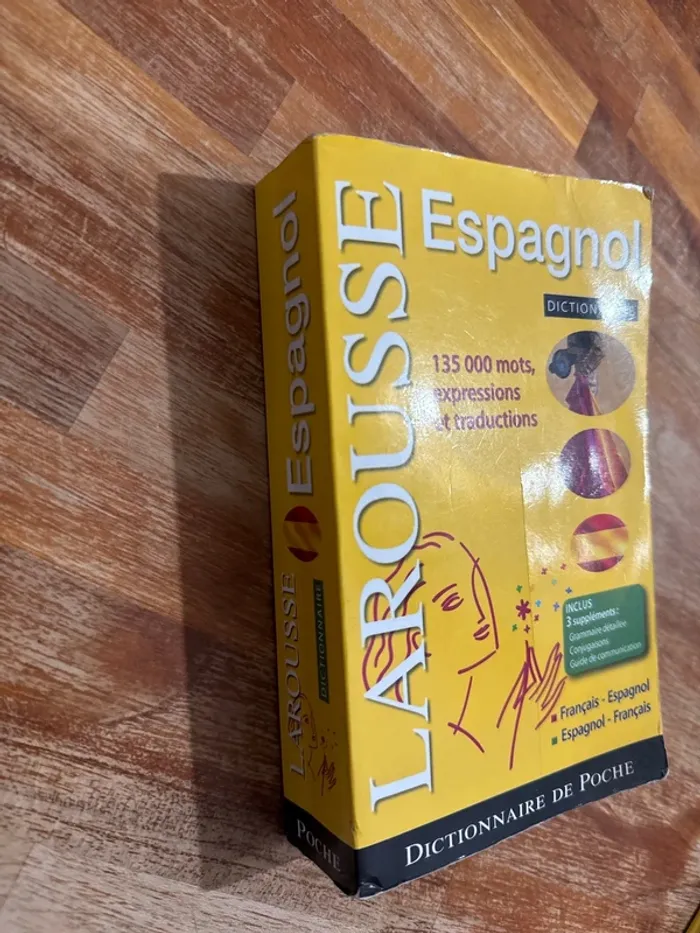 LAROUSSE
Espagnol
135 000 mots,
expressions
et traductions
INCLUS
3 suppléments :
Grammaire détaillée
Conjugaisons
Guide de communication
Français - Espagnol
Espagnol - Français
DICTIONNAIRE DE POCHE
Espagnol
LAROUSSE
DICTIONNAIRE
POCHE